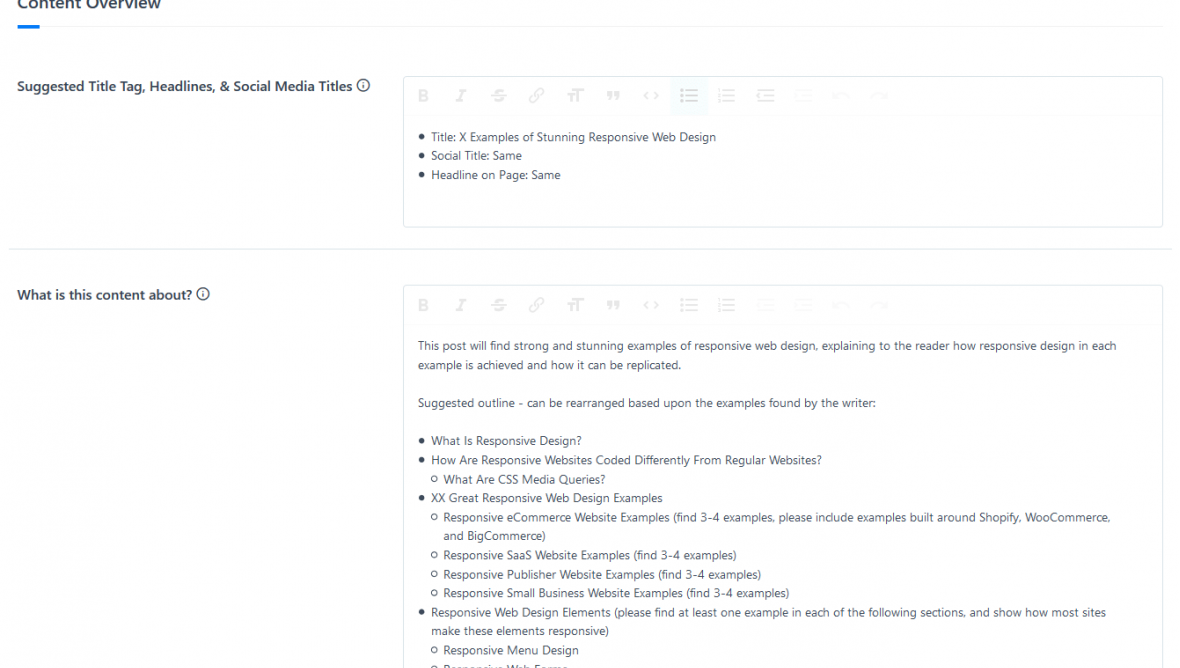 Content Overview
Suggested Title Tag, Headlines, & Social Media Titles
Title: X Examples of Stunning Responsive Web Design
Social Title: Same
Headline on Page: Same
What is this content about?
This post will find strong and stunning examples of responsive web design, explaining to the reader how responsive design in each
example is achieved and how it can be replicated.
Suggested outline - can be rearranged based upon the examples found by the writer:
What Is Responsive Design?
How Are Responsive Websites Coded Differently From Regular Websites?
What Are CSS Media Queries?
XX Great Responsive Web Design Examples
Responsive eCommerce Website Examples (find 3-4 examples, please include examples built around Shopify, WooCommerce,
and BigCommerce)
Responsive SaaS Website Examples (find 3-4 examples)
Responsive Publisher Website Examples (find 3-4 examples)
Responsive Small Business Website Examples (find 3-4 examples)
Responsive Web Design Elements (please find at least one example in each of the following sections, and show how most sites
make these elements responsive)
Responsive Menu Design
Responsive Web Forms